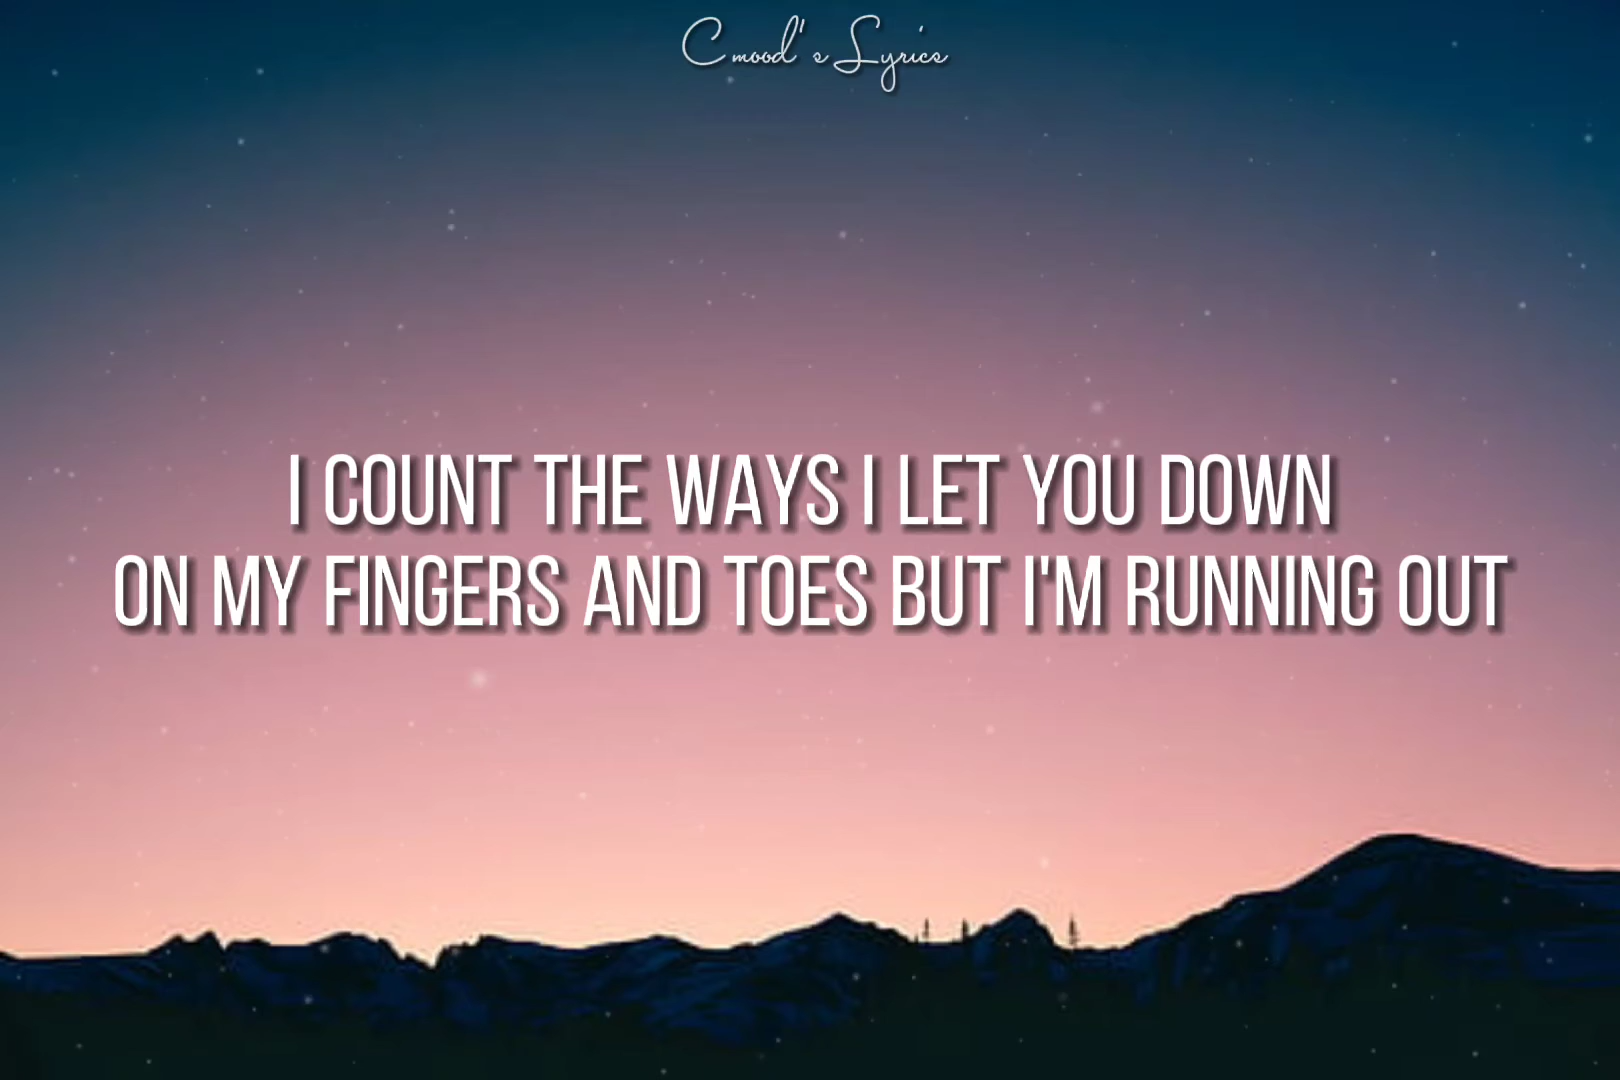 Cmood's Lyrics
I COUNT THE WAYS I LET YOU DOWN
ON MY FINGERS AND TOES BUT I'M RUNNING OUT